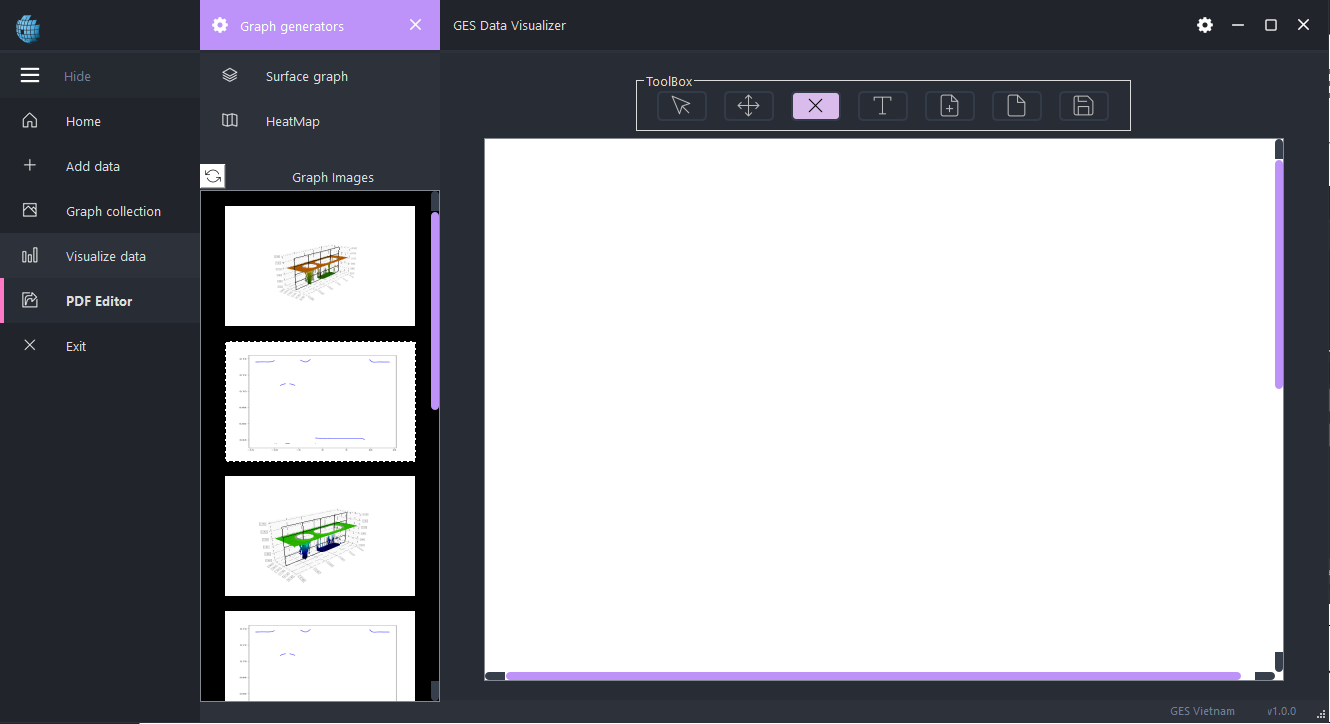 Graph generators
GES Data Visualizer
Hide
Home
Add data
Graph collection
Visualize data
PDF Editor
Exit
Surface graph
HeatMap
Graph Images
ToolBox
GES Vietnam
v1.0.0